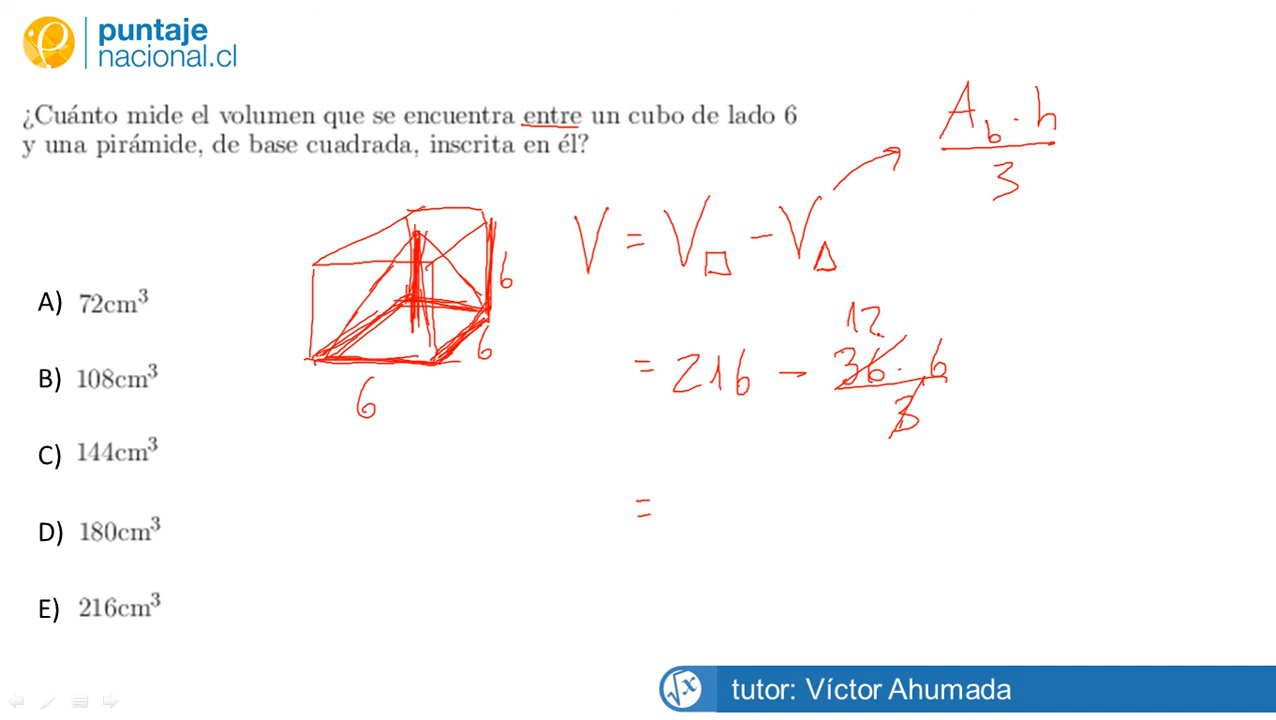 puntaje
nacional.cl
¿Cuánto mide el volumen que se encuentra entre un cubo de lado 6
y una pirámide, de base cuadrada, inscrita en él?
A) 72cm³
B) 108cm³
C) 144cm³
D) 180cm³
E) 216cm³
6
6
6
A_b · h
3
V = V□ - V△
12
= 216 - 36 · 6
3
=
√x
tutor: Víctor Ahumada